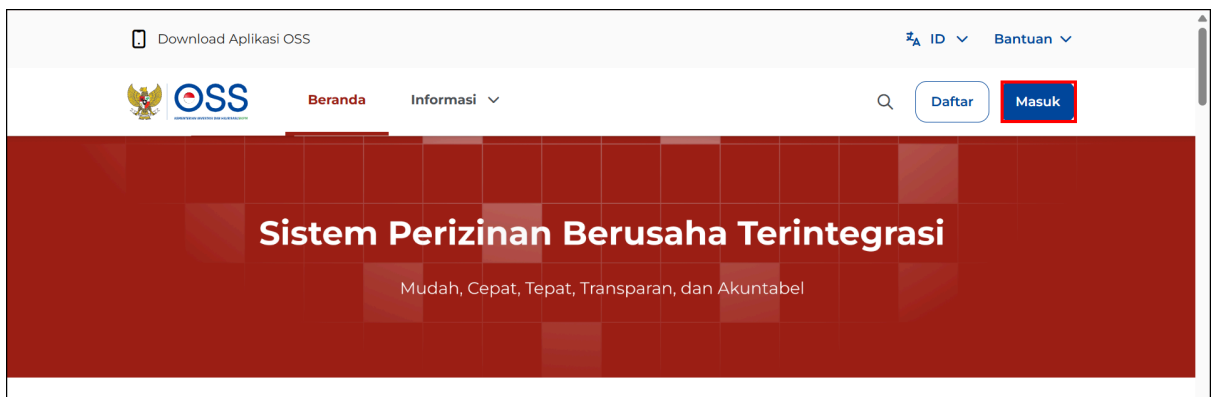 Download Aplikasi OSS
ID
Bantuan
OSS
Beranda
Informasi
Daftar
Masuk
Sistem Perizinan Berusaha Terintegrasi
Mudah, Cepat, Tepat, Transparan, dan Akuntabel